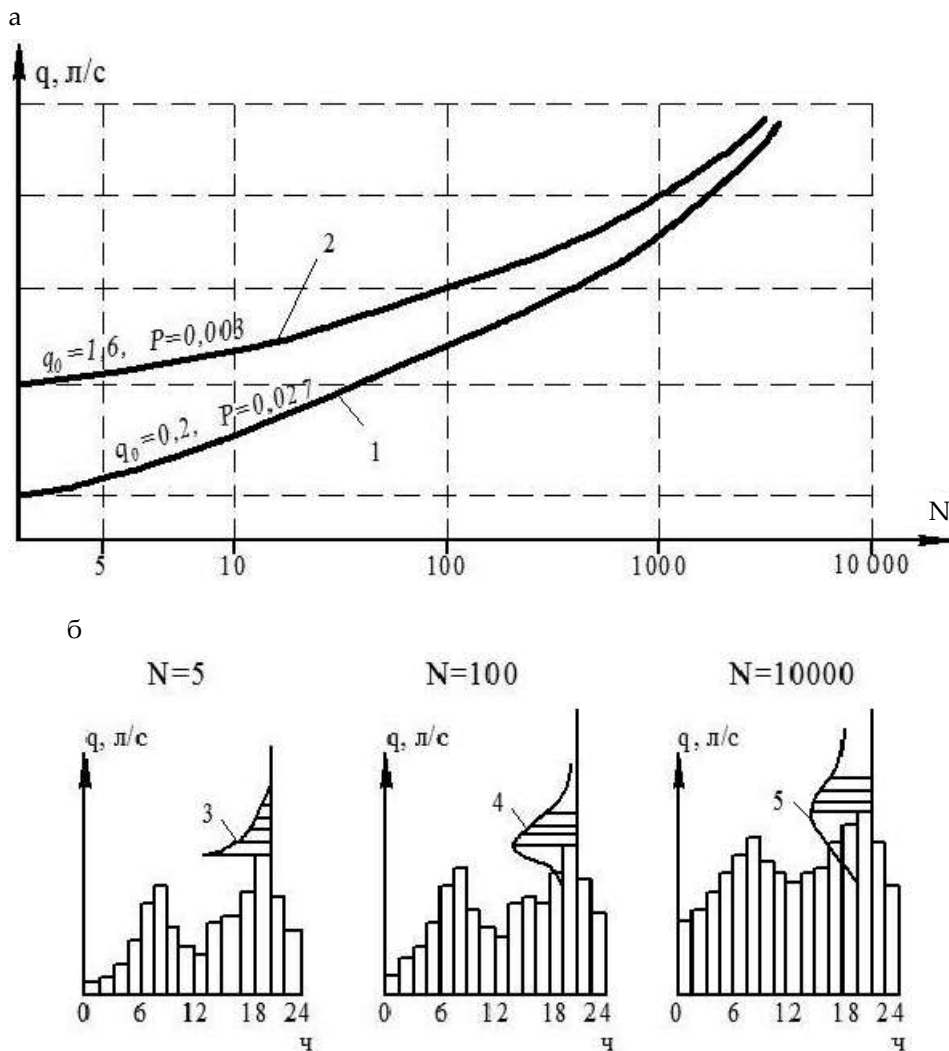 а
q, л/с
2
q₀=1,6, P=0,003
q₀=0,2, P=0,027
1
N
5 10 100 1000 10 000
б
N=5 N=100 N=10000
q, л/с q, л/с q, л/с
3 4 5
0 6 12 18 24 0 6 12 18 24 0 6 12 18 24
ч ч ч